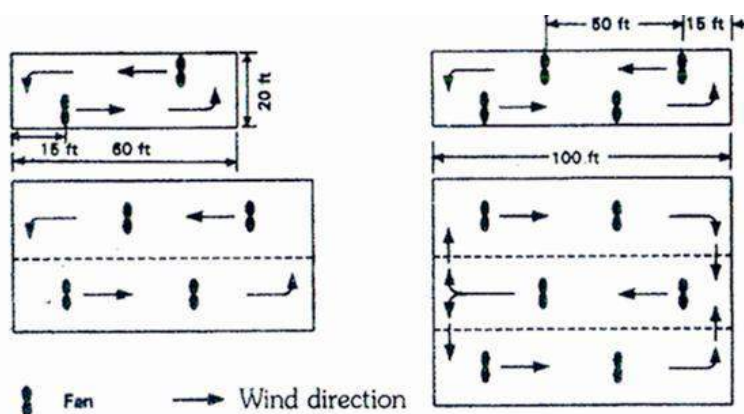 50 ft 15 ft
20 ft
15 ft 60 ft
100 ft
Fan Wind direction